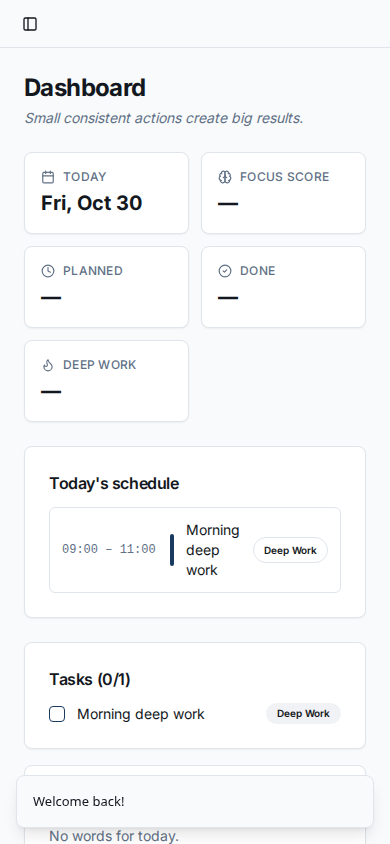 Dashboard
Small consistent actions create big results.
TODAY
Fri, Oct 30
FOCUS SCORE
—
PLANNED
—
DONE
—
DEEP WORK
—
Today's schedule
09:00 – 11:00
Morning
deep
work
Deep Work
Tasks (0/1)
Morning deep work
Deep Work
Welcome back!
No words for today.